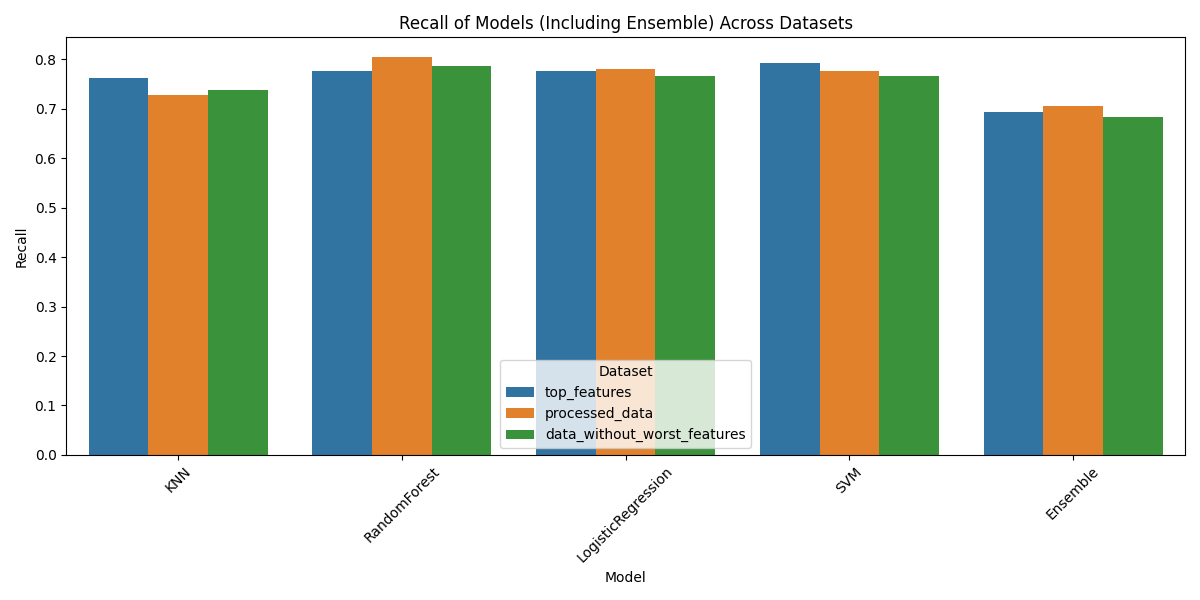 Recall of Models (Including Ensemble) Across Datasets
Recall
0.8
0.7
0.6
0.5
0.4
0.3
0.2
0.1
0.0
Dataset
top_features
processed_data
data_without_worst_features
KNN
RandomForest
LogisticRegression
SVM
Ensemble
Model